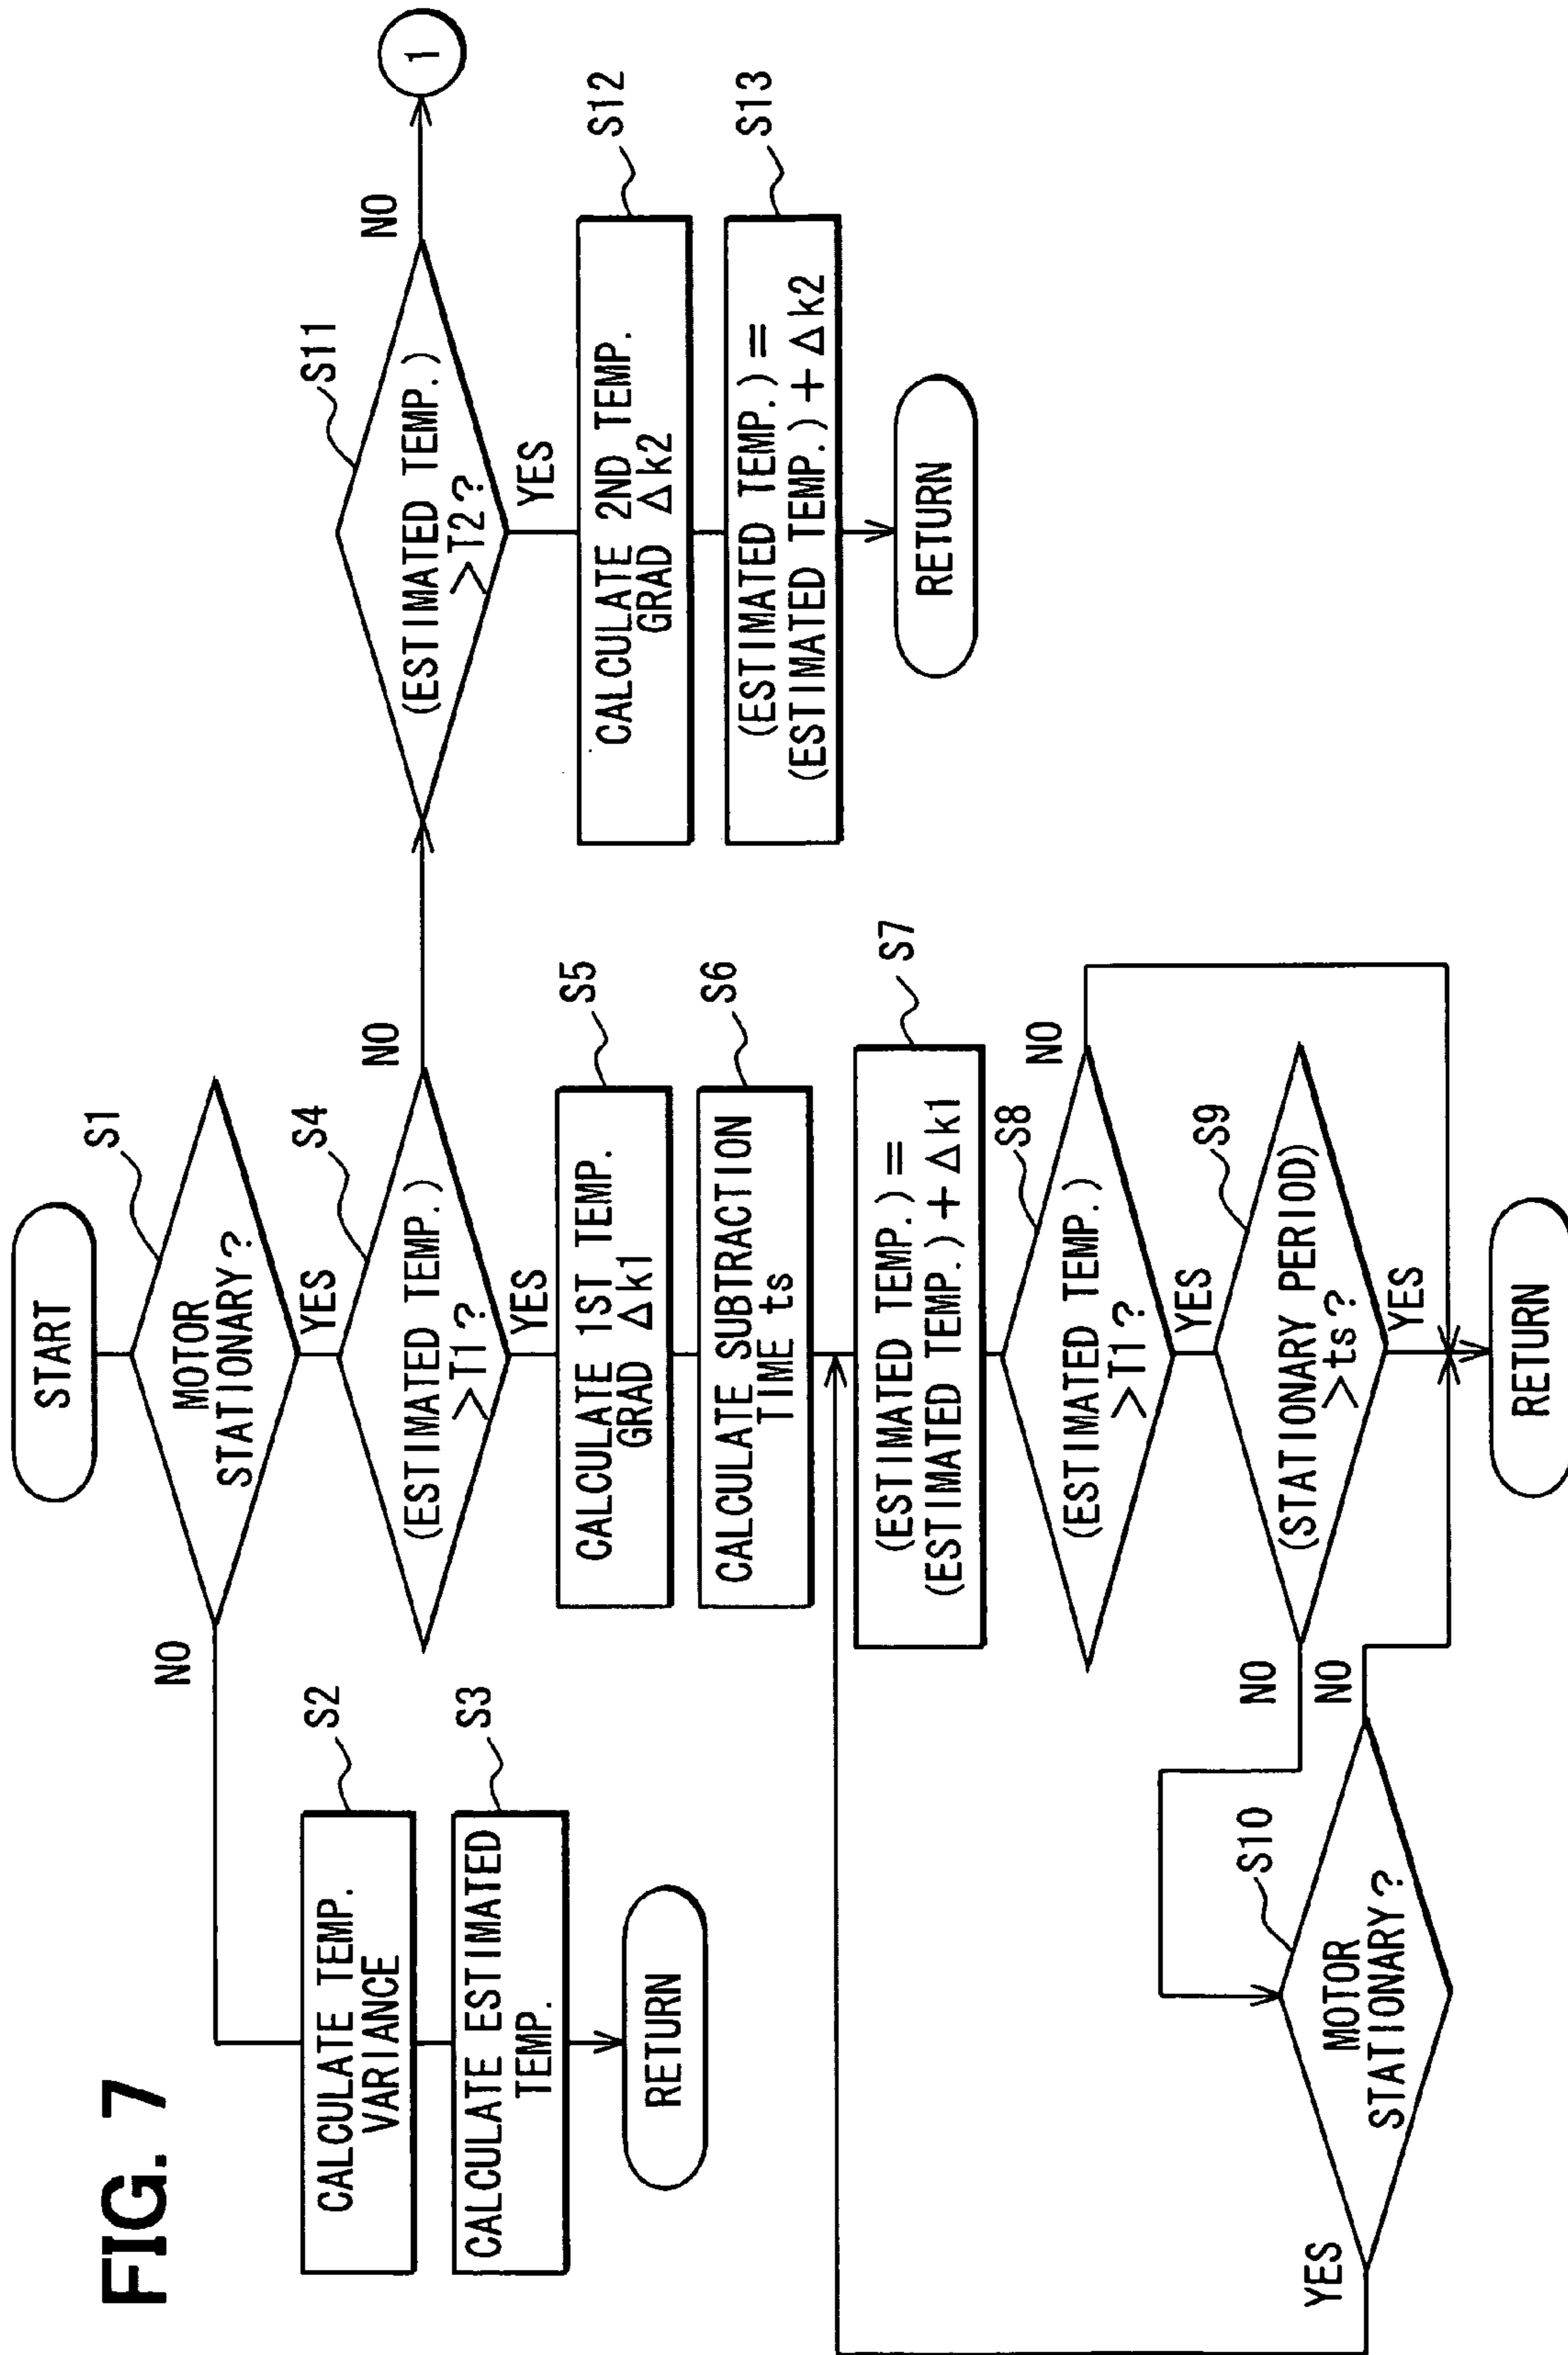 FIG. 7
START
S1
MOTOR
STATIONARY?
NO
YES
S2
CALCULATE TEMP.
VARIANCE
S3
CALCULATE ESTIMATED
TEMP.
RETURN
S4
(ESTIMATED TEMP.)
>T1?
NO
YES
S5
CALCULATE 1ST TEMP.
GRAD Δk1
S6
CALCULATE SUBTRACTION
TIME ts
S7
(ESTIMATED TEMP.)=
(ESTIMATED TEMP.)+Δk1
S8
(ESTIMATED TEMP.)
>T1?
NO
YES
S9
(STATIONARY PERIOD)
>ts?
NO
YES
S10
MOTOR
STATIONARY?
NO
YES
RETURN
S11
(ESTIMATED TEMP.)
>T2?
NO
1
YES
S12
CALCULATE 2ND TEMP.
GRAD Δk2
S13
(ESTIMATED TEMP.)=
(ESTIMATED TEMP.)+Δk2
RETURN